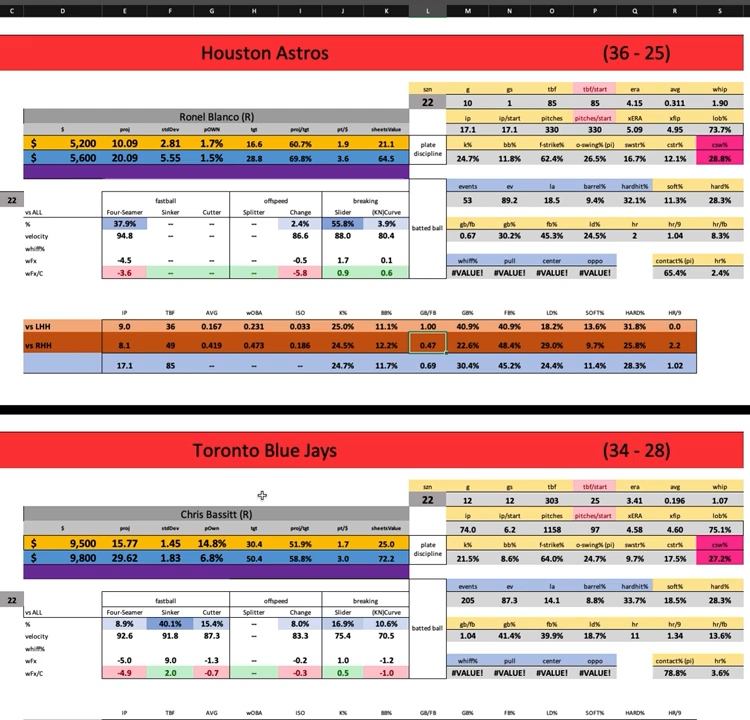 C D E F G H I J K L M N O P Q R S
Houston Astros (36 - 25)
szn g gs tbf tbf/start era avg whip
22 10 1 85 85 4.15 0.311 1.90
Ronel Blanco (R) ip ip/start pitches pitches/start xERA xfip lob%
$ proj stdDev pOWN tgt proj/tgt pt/$ sheetsValue 17.1 17.1 330 330 5.09 4.95 73.7%
$ 5,200 10.09 2.81 1.7% 16.6 60.7% 1.9 21.1 plate discipline k% bb% f-strike% o-swing% (pi) swstr% cstr% csw%
$ 5,600 20.09 5.55 1.5% 28.8 69.8% 3.6 64.5 24.7% 11.8% 62.4% 26.5% 16.7% 12.1% 28.8%
events ev la barrel% hardhit% soft% hard%
22 fastball offspeed breaking batted ball 53 89.2 18.5 9.4% 32.1% 11.3% 28.3%
vs ALL Four-Seamer Sinker Cutter Splitter Change Slider (KN)Curve
% 37.9% -- -- -- 2.4% 55.8% 3.9% gb/fb gb% fb% ld% hr hr/9 hr/fb
velocity 94.8 -- -- -- 86.6 88.0 80.4 0.67 30.2% 45.3% 24.5% 2 1.04 8.3%
whiff%
wFx -4.5 -- -- -- -0.5 1.7 0.1 whiff% pull center oppo contact% (pi) hr%
wFx/C -3.6 -- -- -- -5.8 0.9 0.6 #VALUE! #VALUE! #VALUE! #VALUE! 65.4% 2.4%
IP TBF AVG wOBA ISO K% BB% GB/FB GB% FB% LD% SOFT% HARD% HR/9
vs LHH 9.0 36 0.167 0.231 0.033 25.0% 11.1% 1.00 40.9% 40.9% 18.2% 13.6% 31.8% 0.0
vs RHH 8.1 49 0.419 0.473 0.186 24.5% 12.2% 0.47 22.6% 48.4% 29.0% 9.7% 25.8% 2.2
17.1 85 -- -- -- 24.7% 11.7% 0.69 30.4% 45.2% 24.4% 11.4% 28.3% 1.02
Toronto Blue Jays (34 - 28)
szn g gs tbf tbf/start era avg whip
22 12 12 303 25 3.41 0.196 1.07
Chris Bassitt (R) ip ip/start pitches pitches/start xERA xfip lob%
$ proj stdDev pOwn tgt proj/tgt pt/$ sheetsValue 74.0 6.2 1158 97 4.58 4.60 75.1%
$ 9,500 15.77 1.45 14.8% 30.4 51.9% 1.7 25.0 plate discipline k% bb% f-strike% o-swing% (pi) swstr% cstr% csw%
$ 9,800 29.62 1.83 6.8% 50.4 58.8% 3.0 72.2 21.5% 8.6% 64.0% 24.7% 9.7% 17.5% 27.2%
events ev la barrel% hardhit% soft% hard%
22 fastball offspeed breaking batted ball 205 87.3 14.1 8.8% 33.7% 18.5% 28.3%
vs ALL Four-Seamer Sinker Cutter Splitter Change Slider (KN)Curve
% 8.9% 40.1% 15.4% 8.0% 16.9% 10.6% gb/fb gb% fb% ld% hr hr/9 hr/fb
velocity 92.6 91.8 87.3 83.3 75.4 70.5 1.04 41.4% 39.9% 18.7% 11 1.34 13.6%
whiff%
wFx -5.0 9.0 -1.3 -0.2 1.0 -1.2 whiff% pull center oppo contact% (pi) hr%
wFx/C -4.9 2.0 -0.7 -- -0.3 0.5 -1.0 #VALUE! #VALUE! #VALUE! #VALUE! 78.8% 3.6%
IP TBF AVG wOBA ISO K% BB% GB/FB GB% FB% LD% SOFT% HARD% HR/9